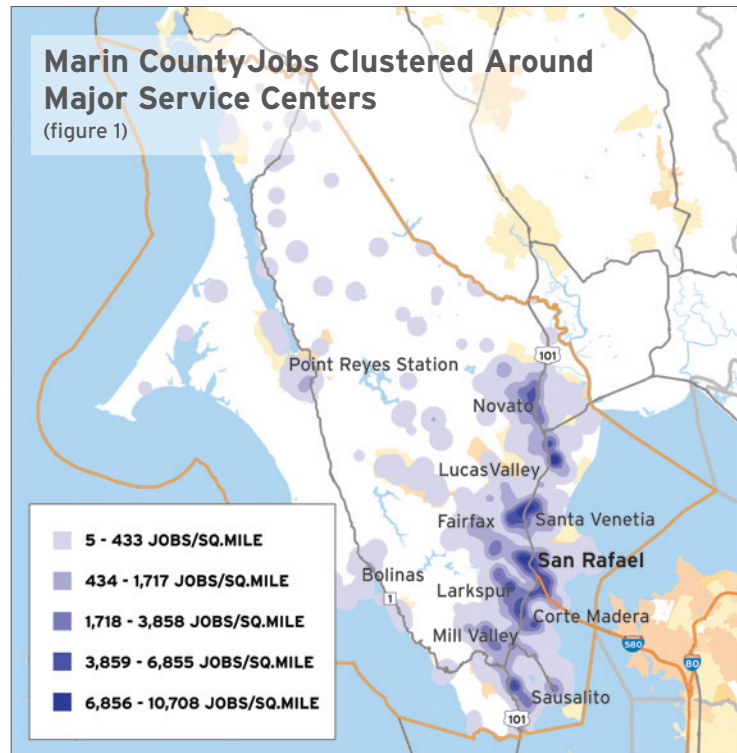 Marin CountyJobs Clustered Around
Major Service Centers
(figure 1)
101
Point Reyes Station
Novato
LucasValley
Fairfax
Santa Venetia
San Rafael
Bolinas
1
Larkspur
Corte Madera
Mill Valley
580
80
Sausalito
101
5 - 433 JOBS/SQ.MILE
434 - 1,717 JOBS/SQ.MILE
1,718 - 3,858 JOBS/SQ.MILE
3,859 - 6,855 JOBS/SQ.MILE
6,856 - 10,708 JOBS/SQ.MILE